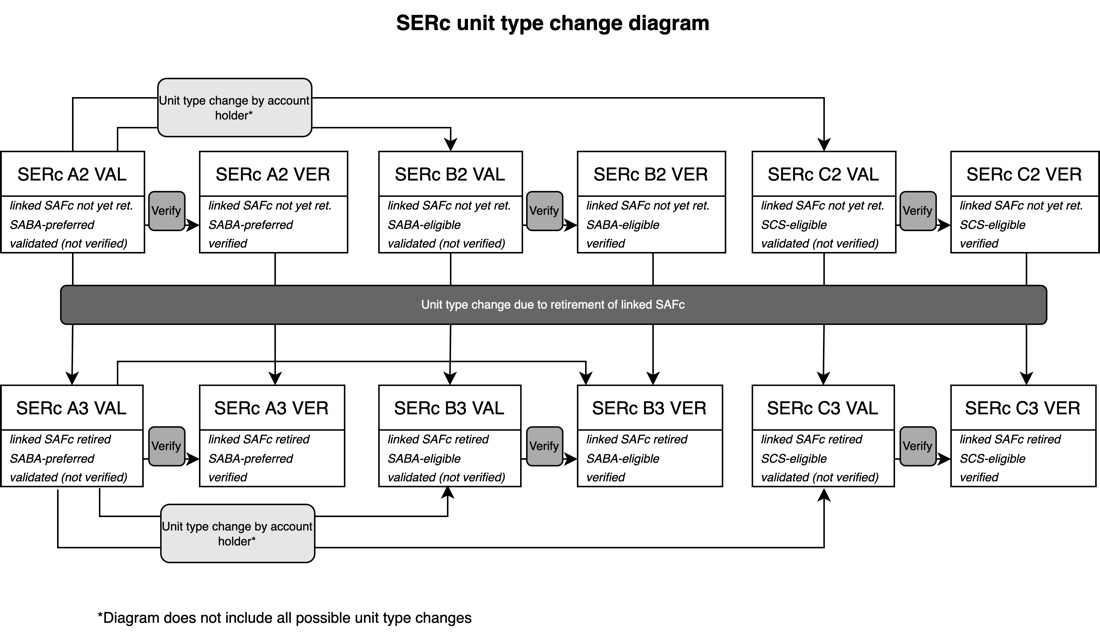 SERc unit type change diagram
Unit type change by account
holder*
SERc A2 VAL
linked SAFc not yet ret.
SABA-preferred
validated (not verified)
Verify
SERc A2 VER
linked SAFc not yet ret.
SABA-preferred
verified
SERc B2 VAL
linked SAFc not yet ret.
SABA-eligible
validated (not verified)
Verify
SERc B2 VER
linked SAFc not yet ret.
SABA-eligible
verified
SERc C2 VAL
linked SAFc not yet ret.
SCS-eligible
validated (not verified)
Verify
SERc C2 VER
linked SAFc not yet ret.
SCS-eligible
verified
Unit type change due to retirement of linked SAFc
SERc A3 VAL
linked SAFc retired
SABA-preferred
validated (not verified)
Verify
SERc A3 VER
linked SAFc retired
SABA-preferred
verified
SERc B3 VAL
linked SAFc retired
SABA-eligible
validated (not verified)
Verify
SERc B3 VER
linked SAFc retired
SABA-eligible
verified
SERc C3 VAL
linked SAFc retired
SCS-eligible
validated (not verified)
Verify
SERc C3 VER
linked SAFc retired
SCS-eligible
verified
Unit type change by account
holder*
*Diagram does not include all possible unit type changes